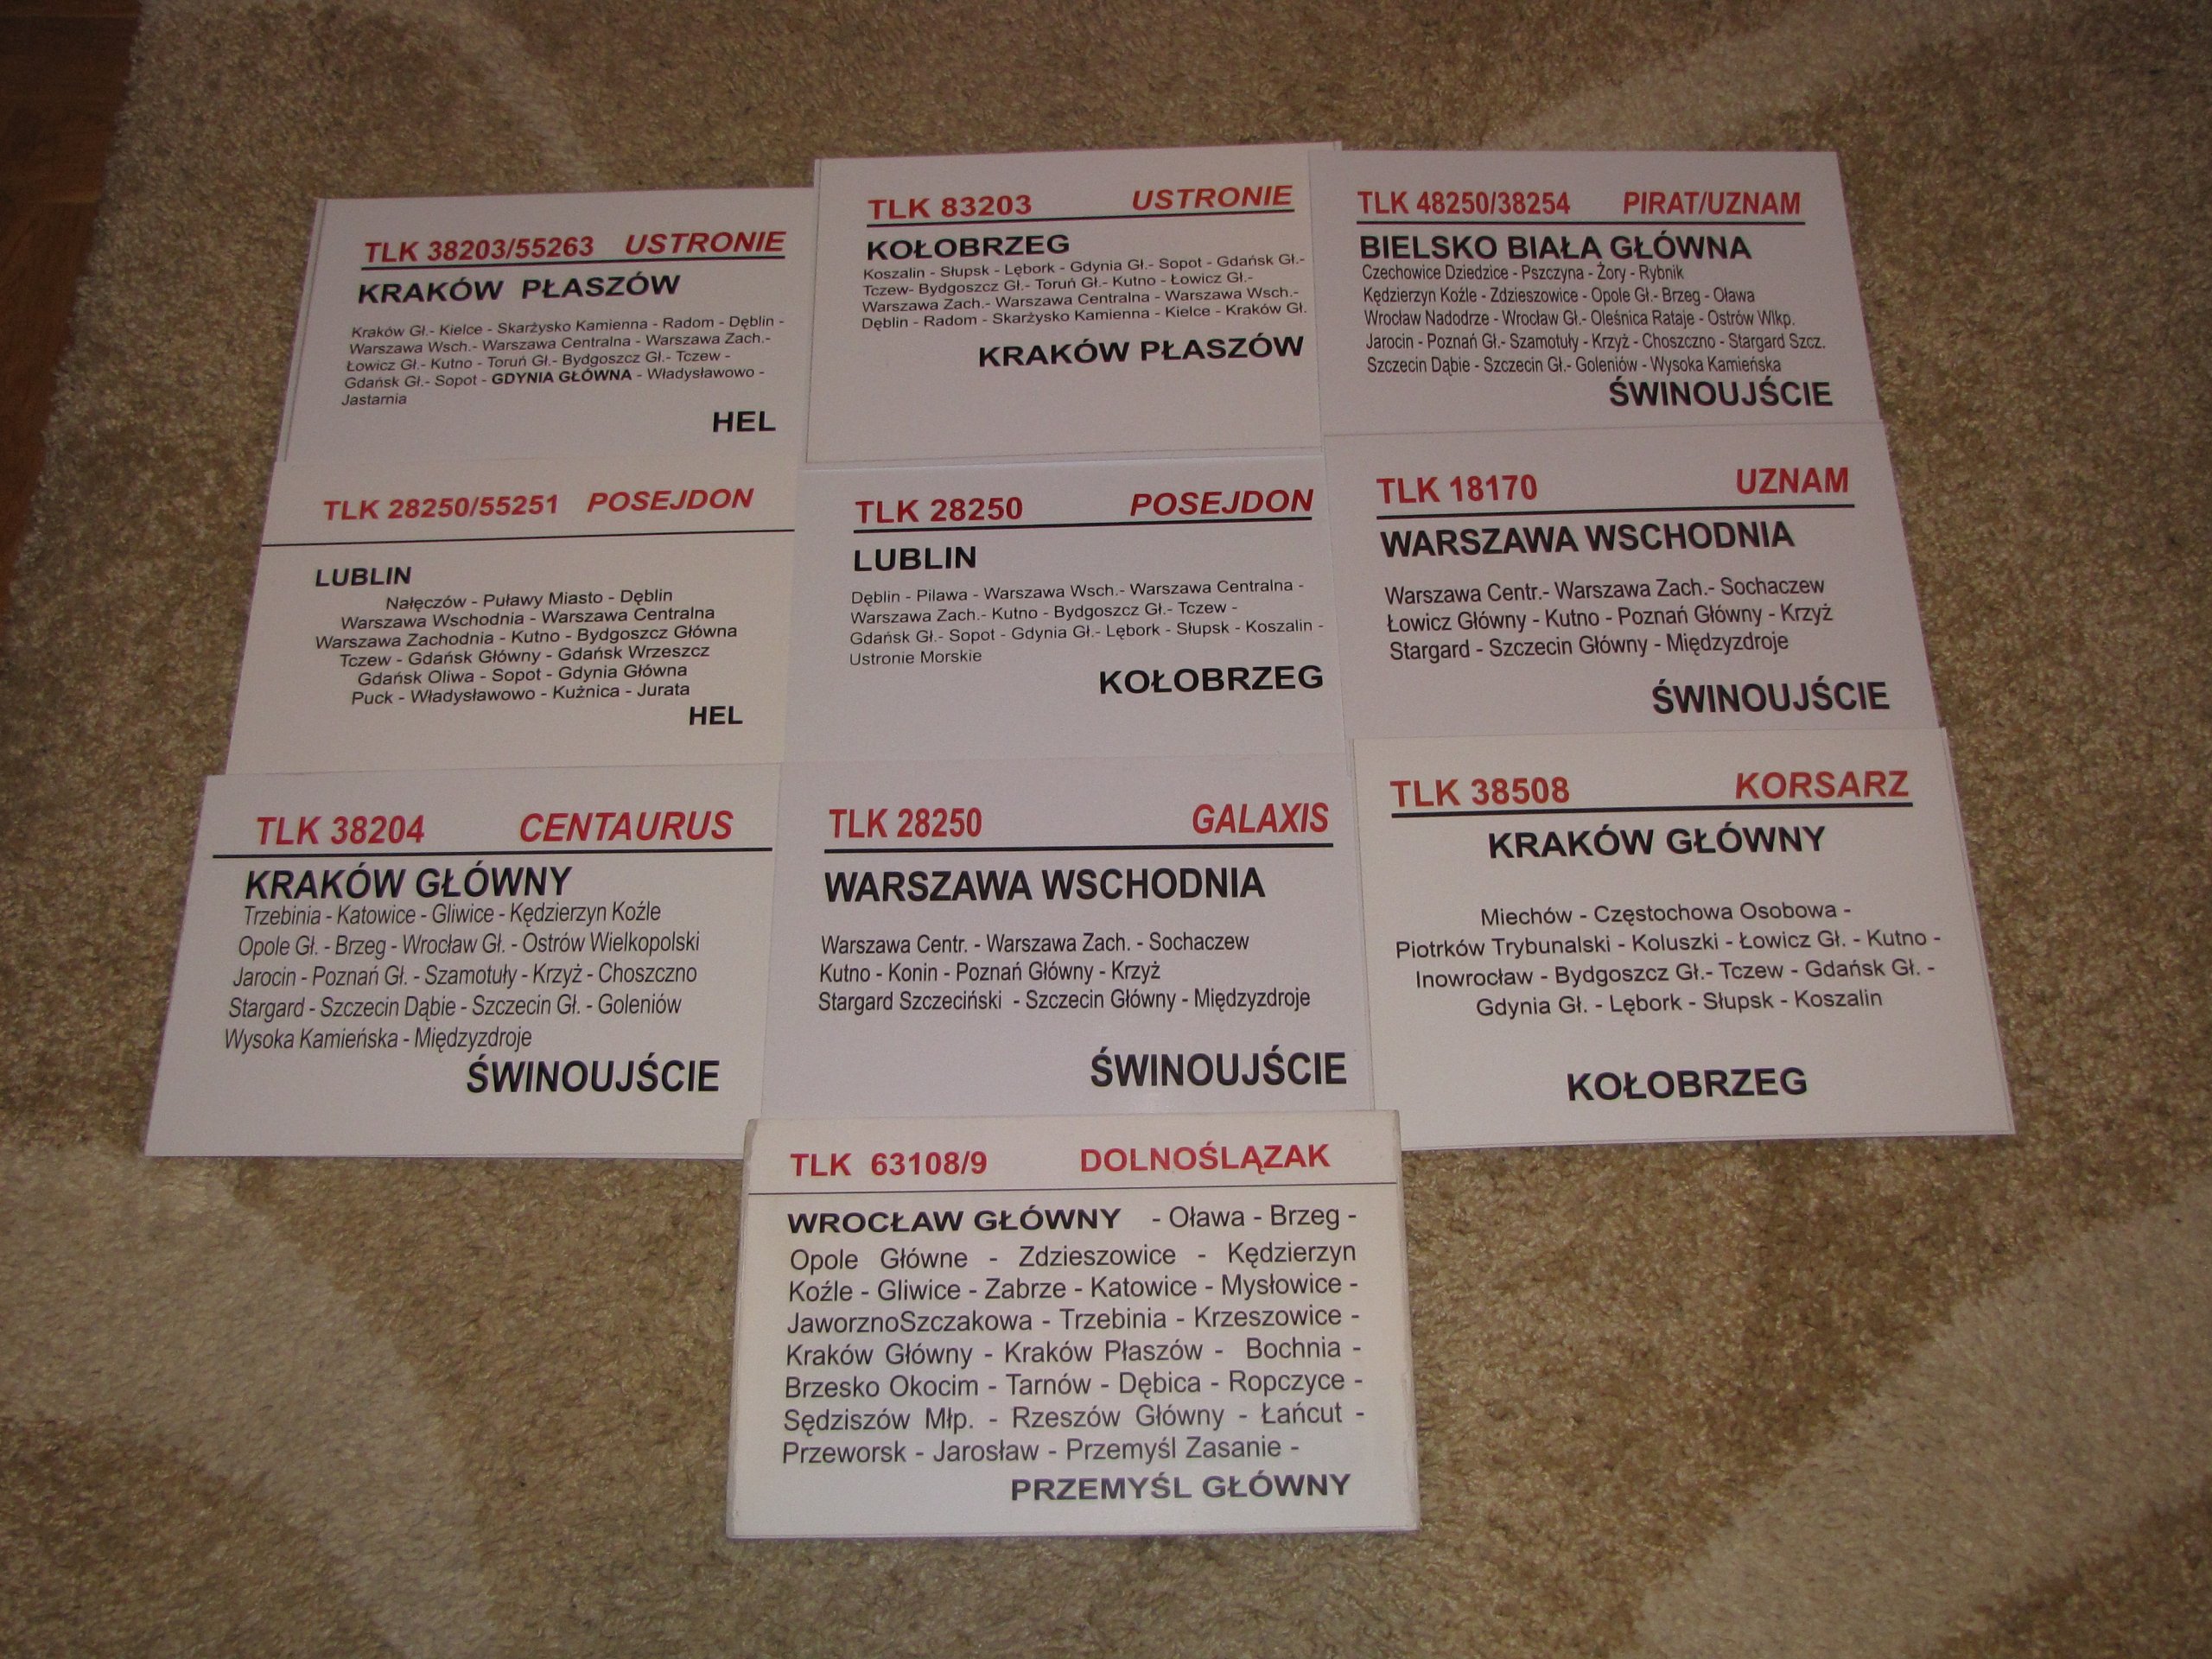 TLK 38203/55263 USTRONIE
KRAKÓW PŁASZÓW
Kraków Gł.- Kielce - Skarżysko Kamienna - Radom - Dęblin -
Warszawa Wsch.- Warszawa Centralna - Warszawa Zach.-
Łowicz Gł.- Kutno - Toruń Gł.- Bydgoszcz Gł.- Tczew -
Gdańsk Gł.- Sopot - GDYNIA GŁÓWNA - Władysławowo -
Jastarnia
HEL
TLK 83203 USTRONIE
KOŁOBRZEG
Koszalin - Słupsk - Lębork - Gdynia Gł.- Sopot - Gdańsk Gł.-
Tczew- Bydgoszcz Gł.- Toruń Gł.- Kutno - Łowicz Gł.-
Warszawa Zach.- Warszawa Centralna - Warszawa Wsch.-
Dęblin - Radom - Skarżysko Kamienna - Kielce - Kraków Gł.
KRAKÓW PŁASZÓW
TLK 48250/38254 PIRAT/UZNAM
BIELSKO BIAŁA GŁÓWNA
Czechowice Dziedzice - Pszczyna - Żory - Rybnik
Kędzierzyn Koźle - Zdzieszowice - Opole Gł.- Brzeg - Oława
Wrocław Nadodrze - Wrocław Gł.- Oleśnica Rataje - Ostrów Wlkp.
Jarocin - Poznań Gł.- Szamotuły - Krzyż - Choszczno - Stargard Szcz.
Szczecin Dąbie - Szczecin Gł.- Goleniów - Wysoka Kamieńska
ŚWINOUJŚCIE
TLK 28250/55251 POSEJDON
LUBLIN
Nałęczów - Puławy Miasto - Dęblin
Warszawa Wschodnia - Warszawa Centralna
Warszawa Zachodnia - Kutno - Bydgoszcz Główna
Tczew - Gdańsk Główny - Gdańsk Wrzeszcz
Gdańsk Oliwa - Sopot - Gdynia Główna
Puck - Władysławowo - Kuźnica - Jurata
HEL
TLK 28250 POSEJDON
LUBLIN
Dęblin - Pilawa - Warszawa Wsch.- Warszawa Centralna -
Warszawa Zach.- Kutno - Bydgoszcz Gł.- Tczew -
Gdańsk Gł.- Sopot - Gdynia Gł.- Lębork - Słupsk - Koszalin -
Ustronie Morskie
KOŁOBRZEG
TLK 18170 UZNAM
WARSZAWA WSCHODNIA
Warszawa Centr.- Warszawa Zach.- Sochaczew
Łowicz Główny - Kutno - Poznań Główny - Krzyż
Stargard - Szczecin Główny - Międzyzdroje
ŚWINOUJŚCIE
TLK 38204 CENTAURUS
KRAKÓW GŁÓWNY
Trzebinia - Katowice - Gliwice - Kędzierzyn Koźle
Opole Gł. - Brzeg - Wrocław Gł. - Ostrów Wielkopolski
Jarocin - Poznań Gł. - Szamotuły - Krzyż - Choszczno
Stargard - Szczecin Dąbie - Szczecin Gł. - Goleniów
Wysoka Kamieńska - Międzyzdroje
ŚWINOUJŚCIE
TLK 28250 GALAXIS
WARSZAWA WSCHODNIA
Warszawa Centr. - Warszawa Zach. - Sochaczew
Kutno - Konin - Poznań Główny - Krzyż
Stargard Szczeciński - Szczecin Główny - Międzyzdroje
ŚWINOUJŚCIE
TLK 38508 KORSARZ
KRAKÓW GŁÓWNY
Miechów - Częstochowa Osobowa -
Piotrków Trybunalski - Koluszki - Łowicz Gł. - Kutno -
Inowrocław - Bydgoszcz Gł.- Tczew - Gdańsk Gł. -
Gdynia Gł. - Lębork - Słupsk - Koszalin
KOŁOBRZEG
TLK 63108/9 DOLNOŚLĄZAK
WROCŁAW GŁÓWNY - Oława - Brzeg -
Opole Główne - Zdzieszowice - Kędzierzyn
Koźle - Gliwice - Zabrze - Katowice - Mysłowice -
JaworznoSzczakowa - Trzebinia - Krzeszowice -
Kraków Główny - Kraków Płaszów - Bochnia -
Brzesko Okocim - Tarnów - Dębica - Ropczyce -
Sędziszów Młp. - Rzeszów Główny - Łańcut -
Przeworsk - Jarosław - Przemyśl Zasanie -
PRZEMYŚL GŁÓWNY